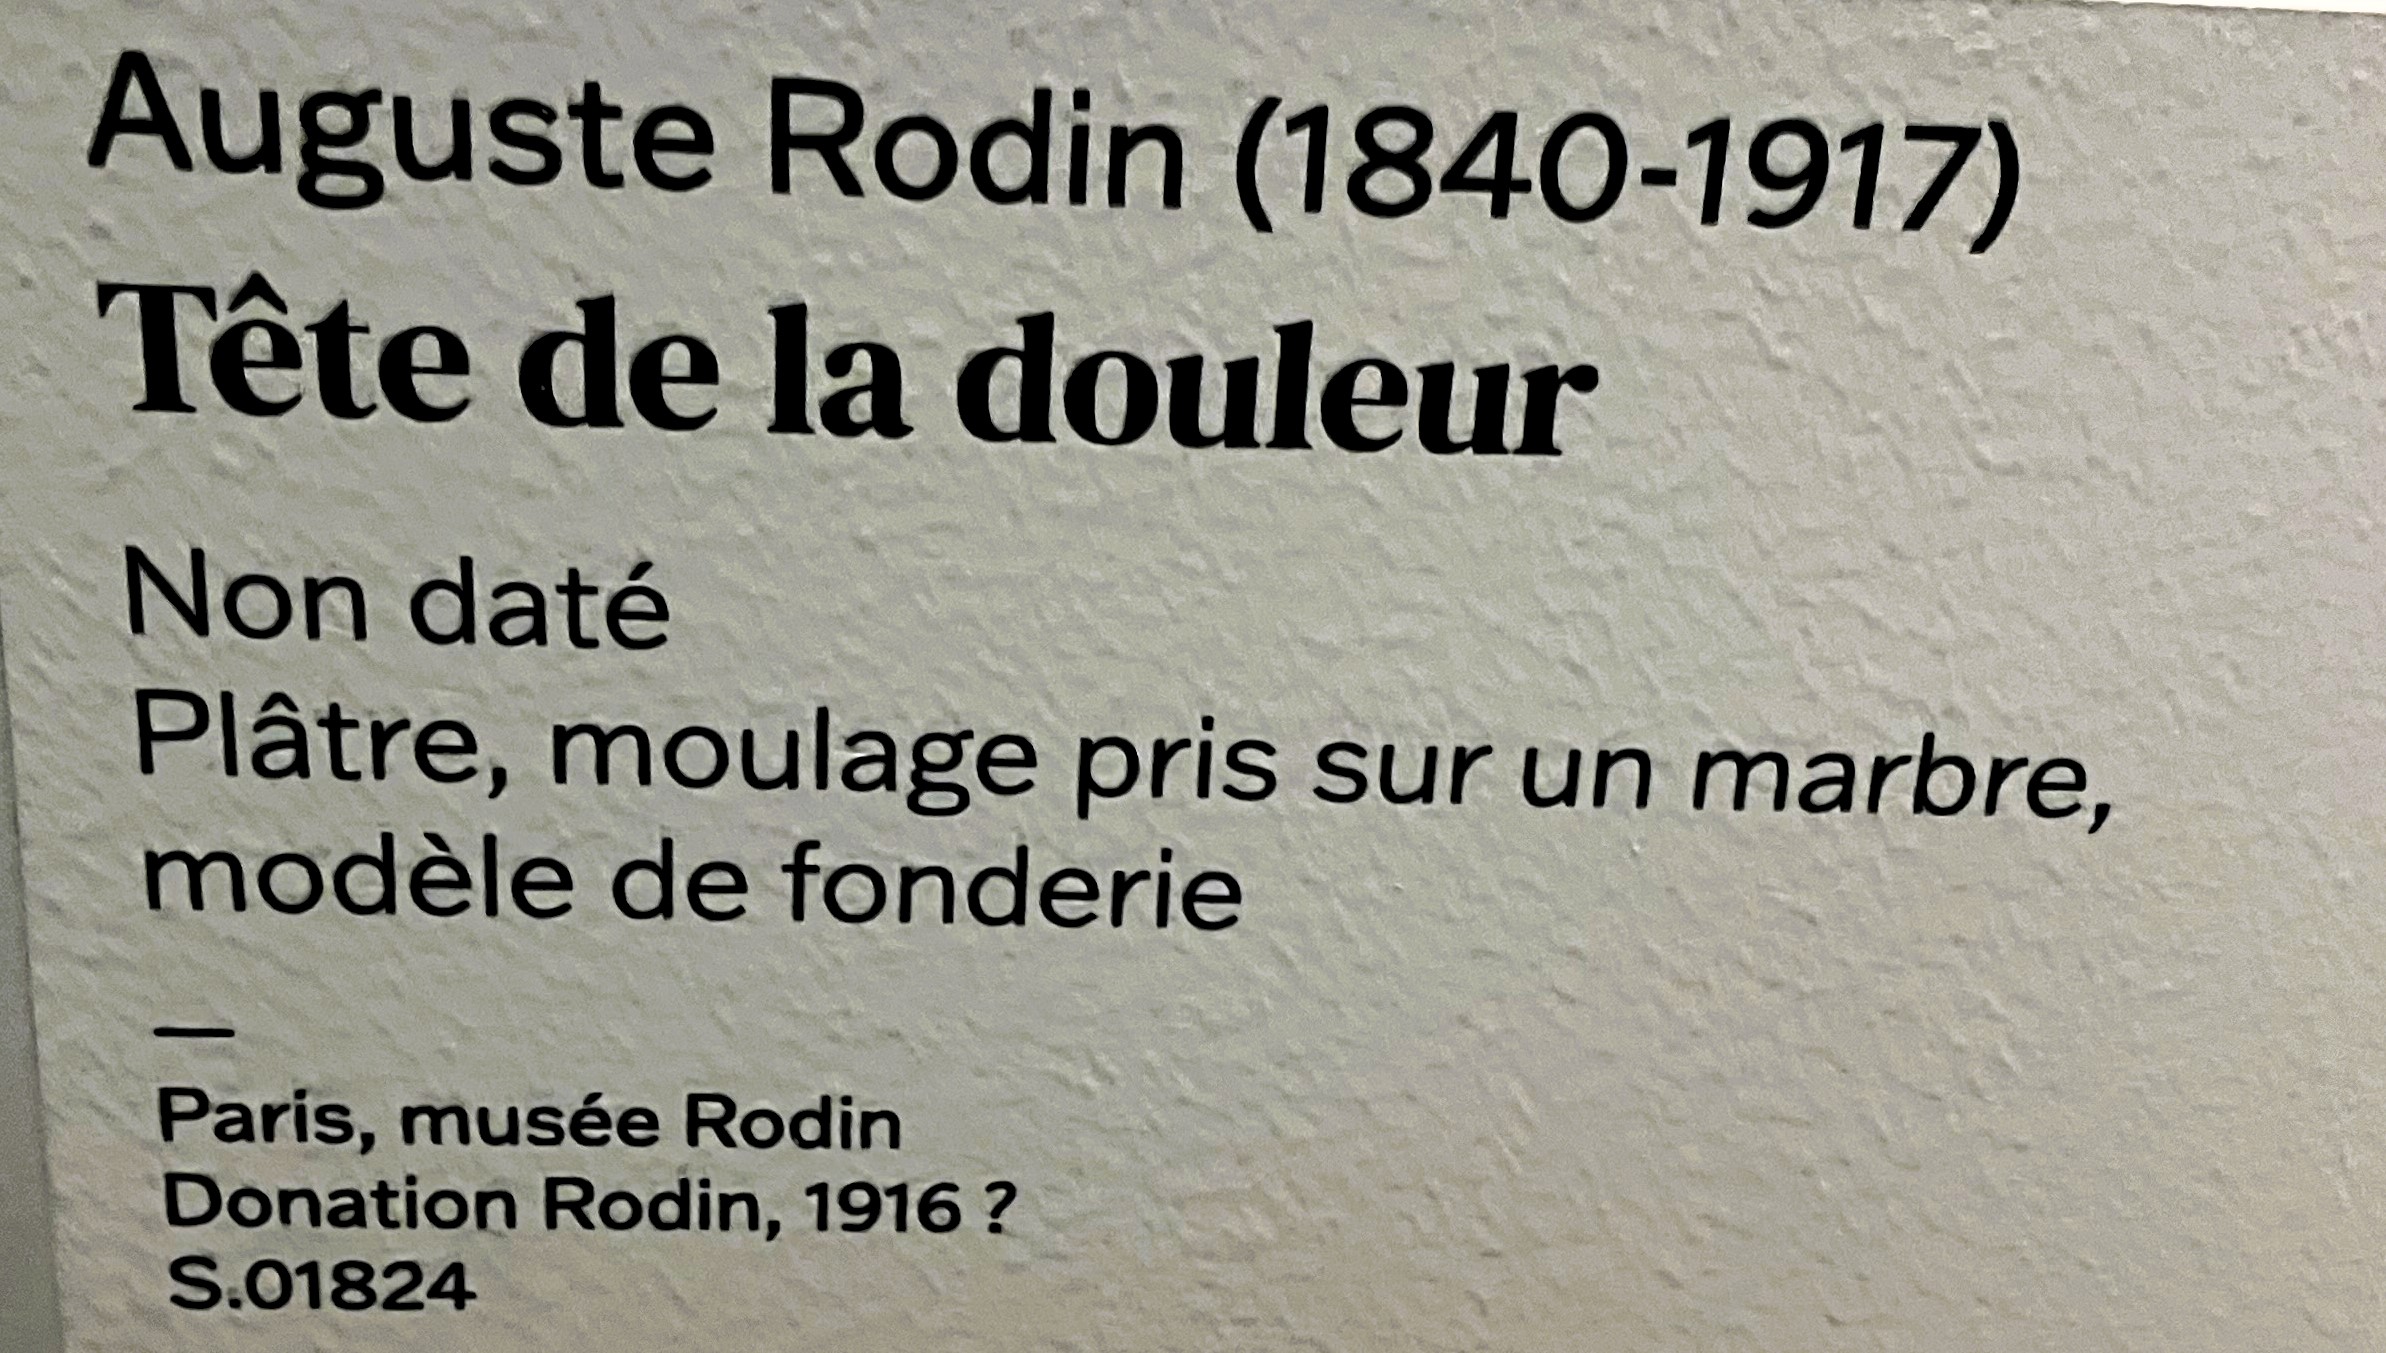 Auguste Rodin (1840-1917)
Tête de la douleur
Non daté
Plâtre, moulage pris sur un marbre,
modèle de fonderie
—
Paris, musée Rodin
Donation Rodin, 1916 ?
S.01824